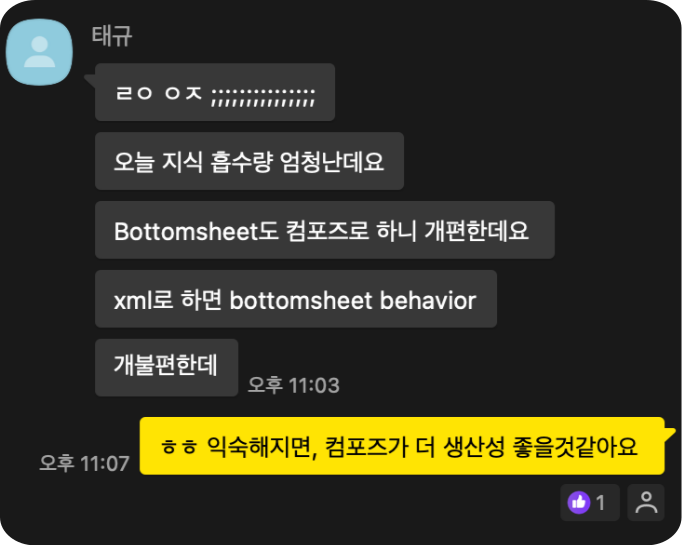 태규
ㄹㅇ ㅇㅈ ;;;;;;;;;;;;;;;
오늘 지식 흡수량 엄청난데요
Bottomsheet도 컴포즈로 하니 개편한데요
xml로 하면 bottomsheet behavior
개불편한데
오후 11:03
ㅎㅎ 익숙해지면, 컴포즈가 더 생산성 좋을것같아요
오후 11:07
1